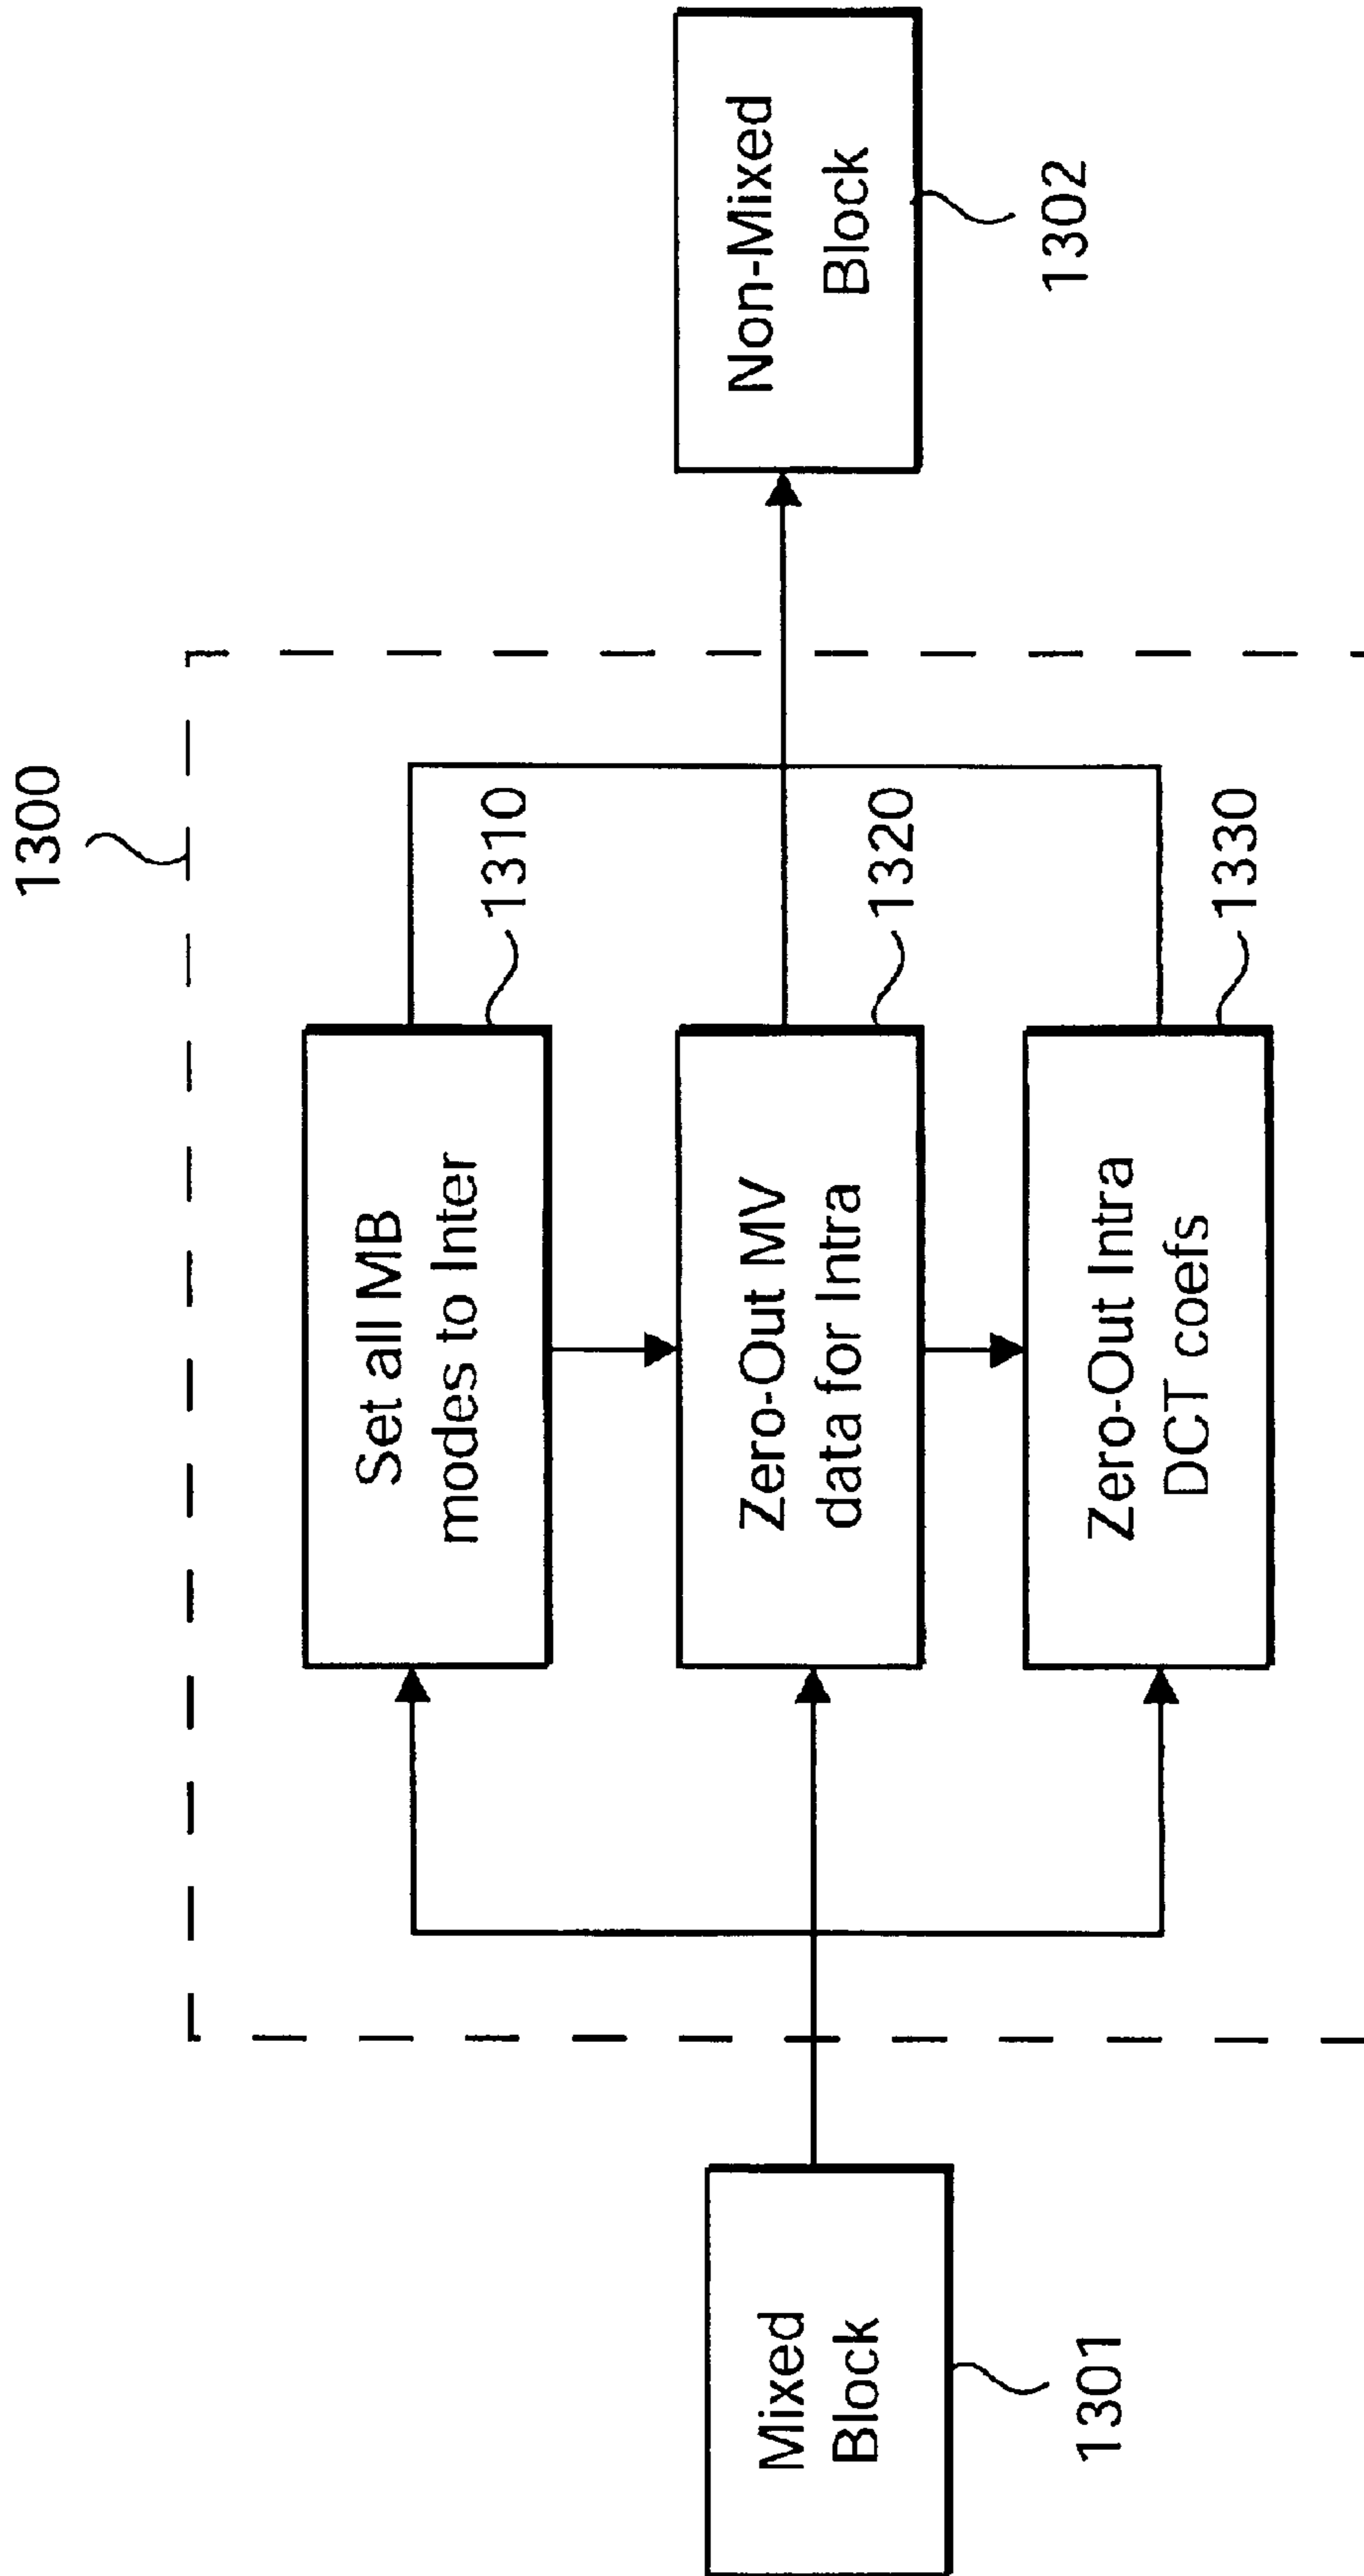 1300
Set all MB
modes to Inter
1310
Mixed
Block
1301
Zero-Out MV
data for Intra
1320
Non-Mixed
Block
1302
Zero-Out Intra
DCT coefs
1330